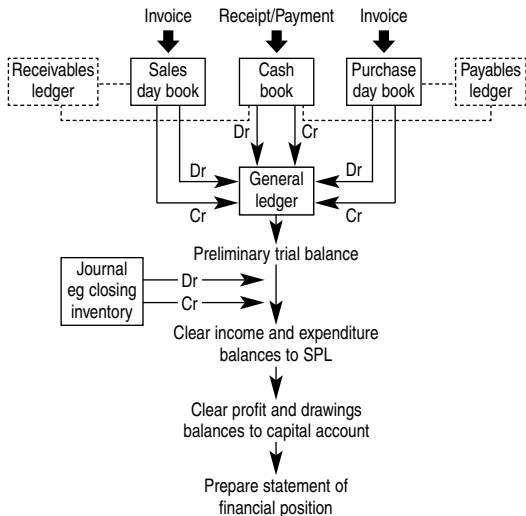 Invoice
Receipt/Payment
Invoice
Receivables
ledger
Sales
day book
Cash
book
Purchase
day book
Payables
ledger
Dr
Cr
Dr
Dr
Cr
Cr
General
ledger
Preliminary trial balance
Journal
eg closing
inventory
Dr
Cr
Clear income and expenditure
balances to SPL
Clear profit and drawings
balances to capital account
Prepare statement of
financial position